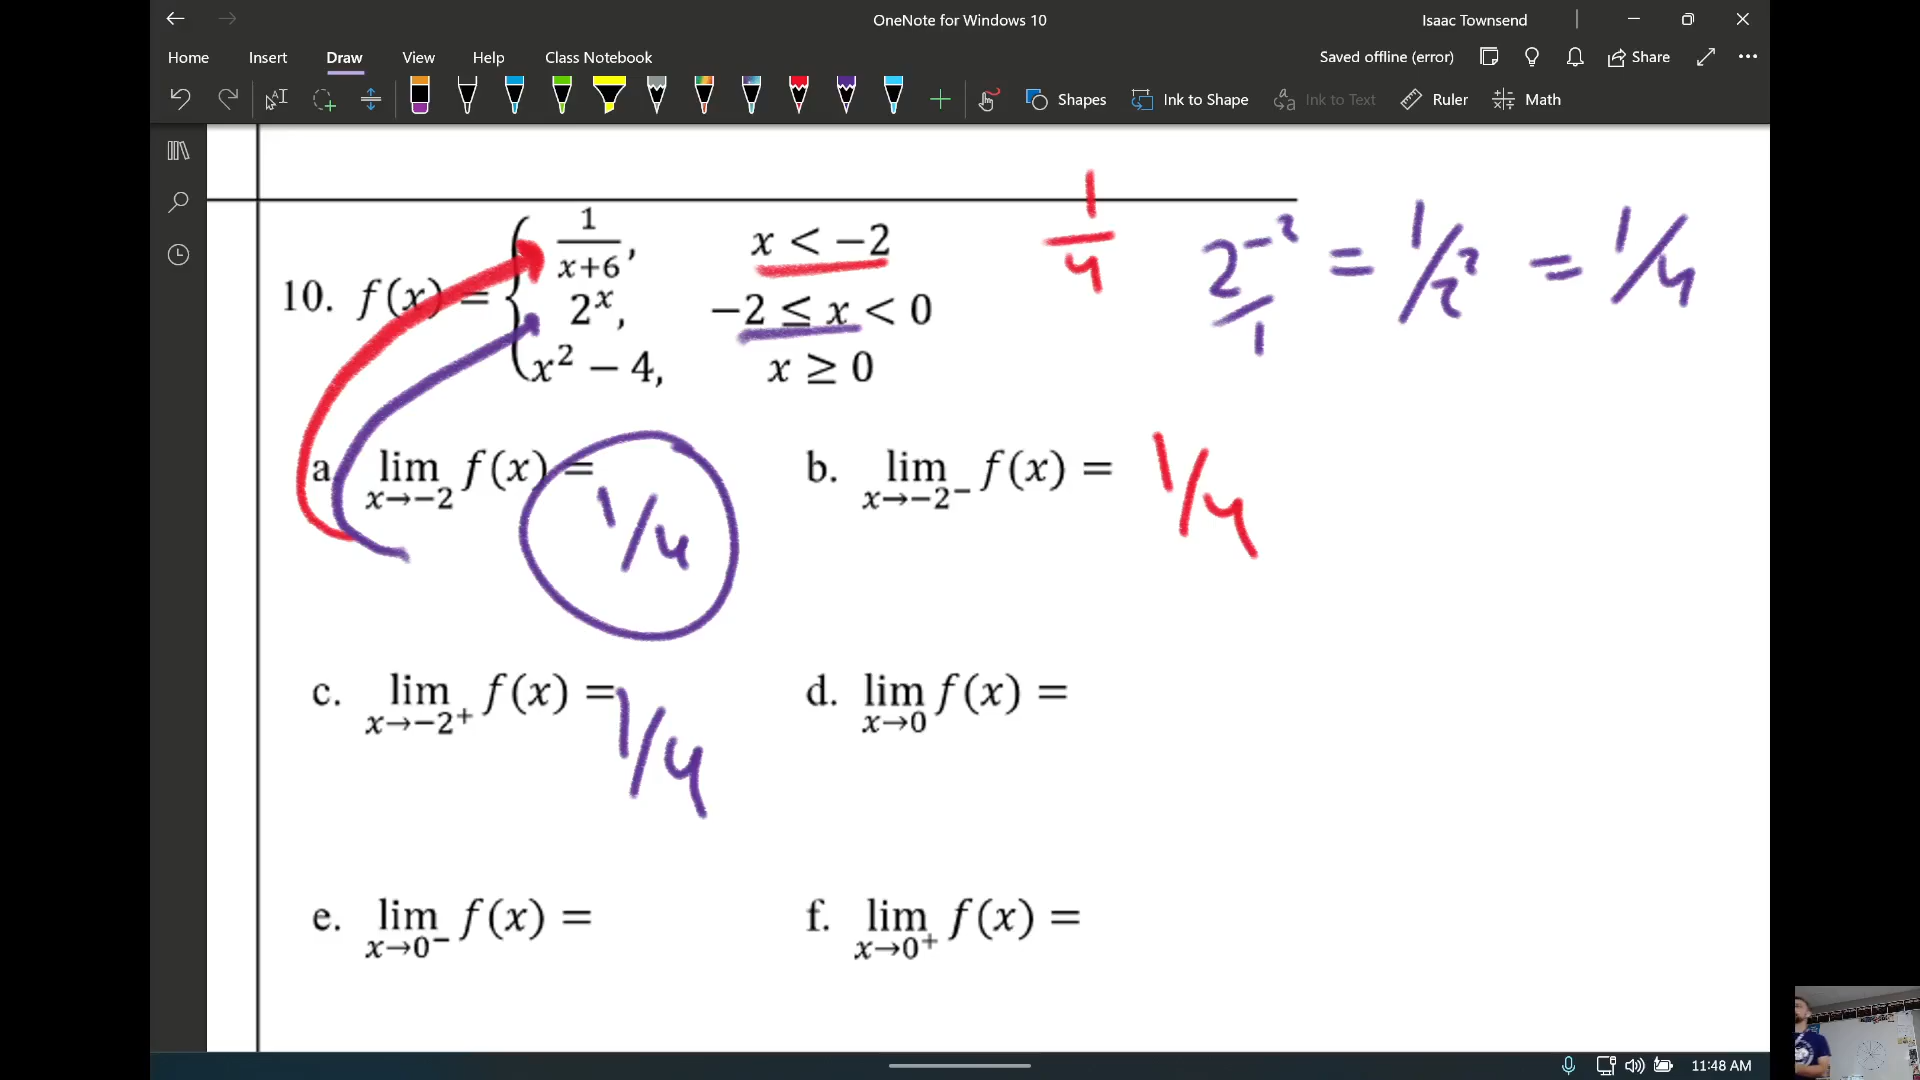 OneNote for Windows 10
Isaac Townsend
Home Insert Draw View Help Class Notebook
Saved offline (error) Share
Shapes Ink to Shape Ink to Text Ruler Math
10. f(x) = { 1/(x+6), x < −2
2^x, −2 ≤ x < 0
x² − 4, x ≥ 0
1/4
2^-2/1 = 1/2² = 1/4
a. lim x→−2 f(x) = 1/4
b. lim x→−2⁻ f(x) = 1/4
c. lim x→−2⁺ f(x) = 1/4
d. lim x→0 f(x) =
e. lim x→0⁻ f(x) =
f. lim x→0⁺ f(x) =
11:48 AM